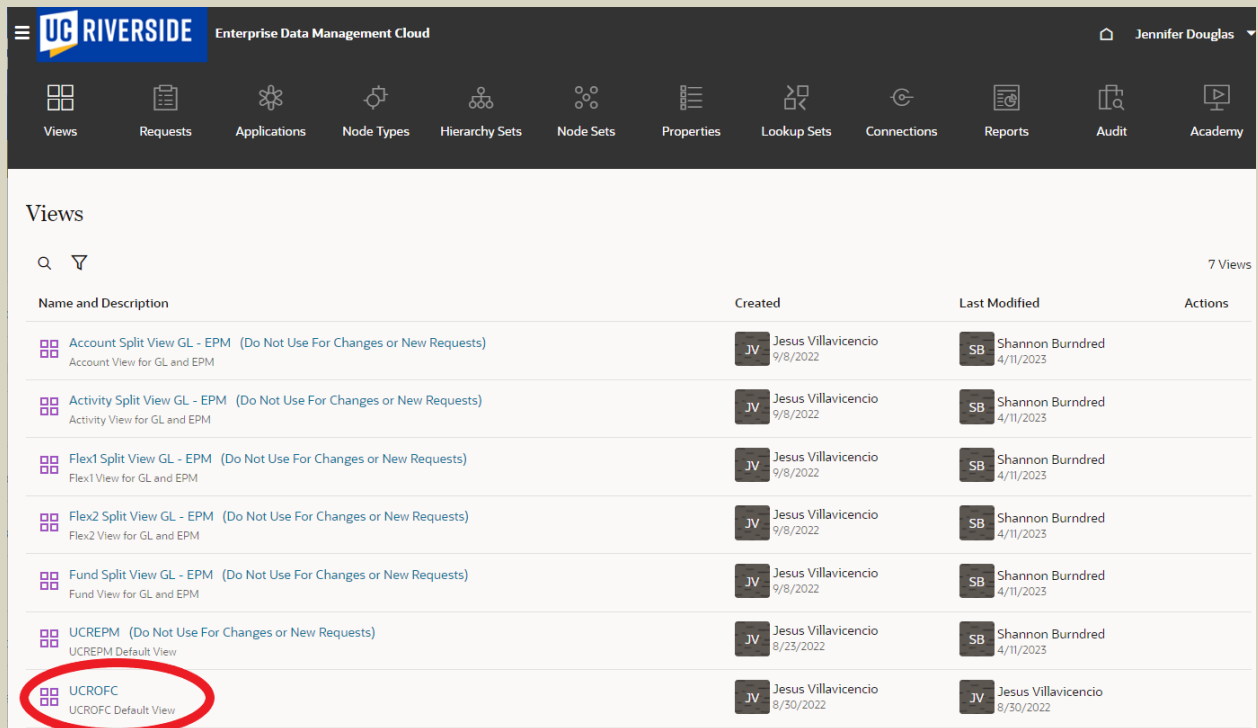 UC RIVERSIDE Enterprise Data Management Cloud Jennifer Douglas
Views Requests Applications Node Types Hierarchy Sets Node Sets Properties Lookup Sets Connections Reports Audit Academy
Views
7 Views
Name and Description Created Last Modified Actions
Account Split View GL - EPM (Do Not Use For Changes or New Requests) JV Jesus Villavicencio SB Shannon Burndred
Account View for GL and EPM 9/8/2022 4/11/2023
Activity Split View GL - EPM (Do Not Use For Changes or New Requests) JV Jesus Villavicencio SB Shannon Burndred
Activity View for GL and EPM 9/8/2022 4/11/2023
Flex1 Split View GL - EPM (Do Not Use For Changes or New Requests) JV Jesus Villavicencio SB Shannon Burndred
Flex1 View for GL and EPM 9/8/2022 4/11/2023
Flex2 Split View GL - EPM (Do Not Use For Changes or New Requests) JV Jesus Villavicencio SB Shannon Burndred
Flex2 View for GL and EPM 9/8/2022 4/11/2023
Fund Split View GL - EPM (Do Not Use For Changes or New Requests) JV Jesus Villavicencio SB Shannon Burndred
Fund View for GL and EPM 9/8/2022 4/11/2023
UCREPM (Do Not Use For Changes or New Requests) JV Jesus Villavicencio SB Shannon Burndred
UCREPM Default View 8/23/2022 4/11/2023
UCROFC JV Jesus Villavicencio JV Jesus Villavicencio
UCROFC Default View 8/30/2022 8/30/2022